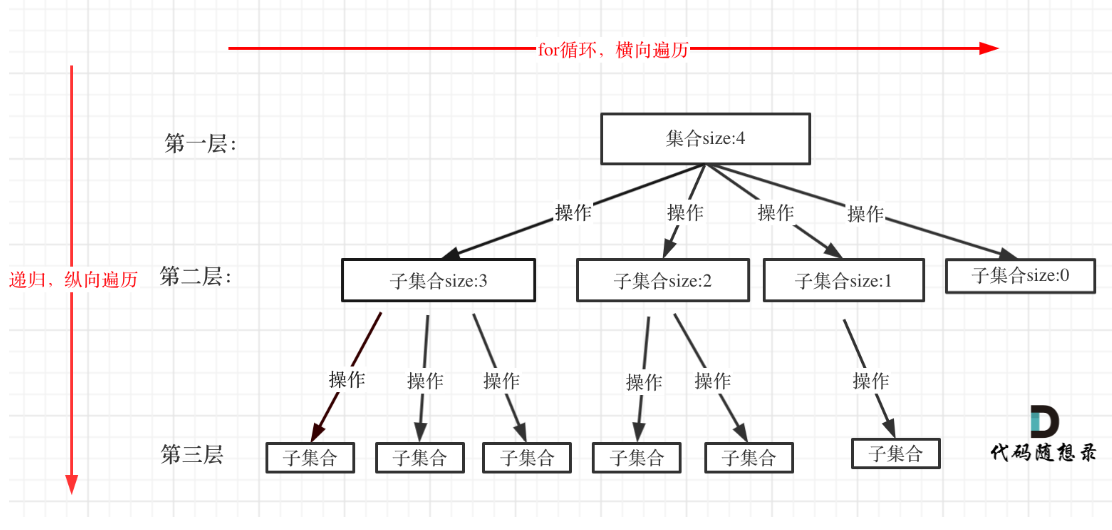 for循环，横向遍历
第一层：
集合size:4
操作
操作
操作
操作
递归，纵向遍历
第二层：
子集合size:3
子集合size:2
子集合size:1
子集合size:0
操作
操作
操作
操作
操作
操作
第三层
子集合
子集合
子集合
子集合
子集合
子集合
代码随想录